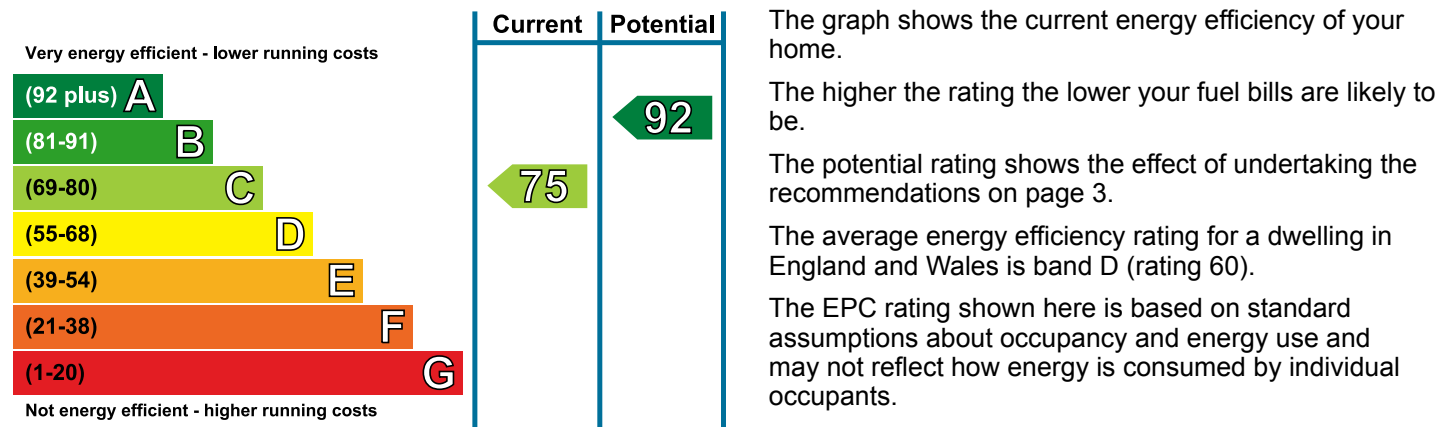 Current Potential
Very energy efficient - lower running costs
(92 plus) A
92
(81-91) B
(69-80) C
75
(55-68) D
(39-54) E
(21-38) F
(1-20) G
Not energy efficient - higher running costs
The graph shows the current energy efficiency of your
home.
The higher the rating the lower your fuel bills are likely to
be.
The potential rating shows the effect of undertaking the
recommendations on page 3.
The average energy efficiency rating for a dwelling in
England and Wales is band D (rating 60).
The EPC rating shown here is based on standard
assumptions about occupancy and energy use and
may not reflect how energy is consumed by individual
occupants.